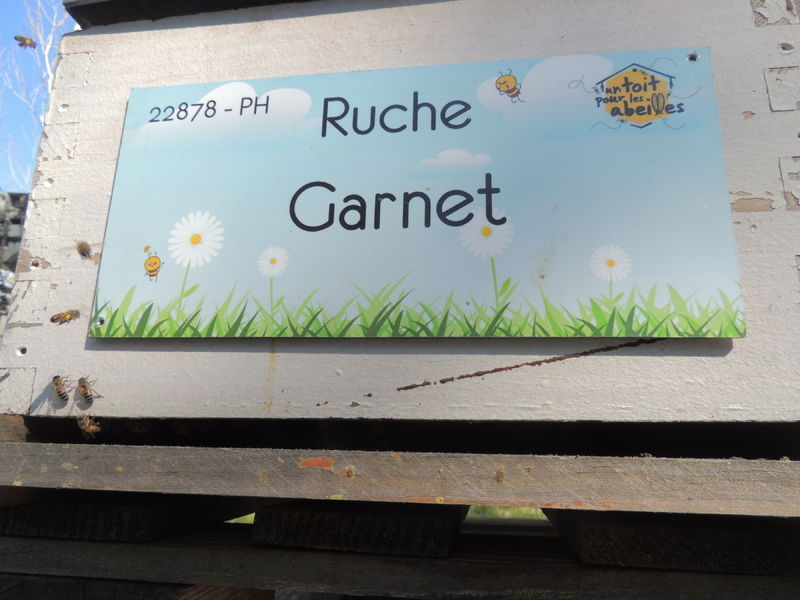 22878 - PH
Ruche
Garnet
un toit
pour les
abeilles